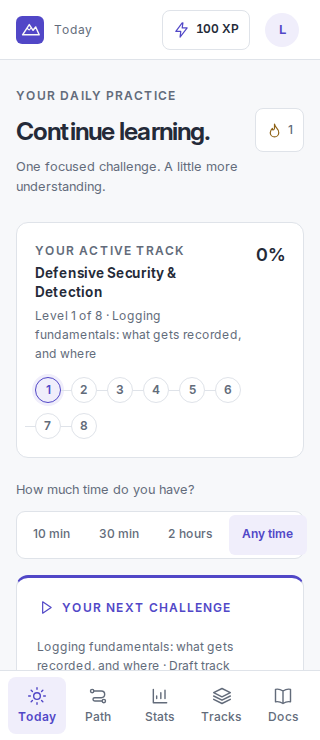 Today
100 XP
L
YOUR DAILY PRACTICE
Continue learning.
1
One focused challenge. A little more
understanding.
YOUR ACTIVE TRACK
0%
Defensive Security &
Detection
Level 1 of 8 · Logging
fundamentals: what gets recorded,
and where
1 2 3 4 5 6
7 8
How much time do you have?
10 min 30 min 2 hours Any time
YOUR NEXT CHALLENGE
Logging fundamentals: what gets
recorded, and where · Draft track
Today Path Stats Tracks Docs